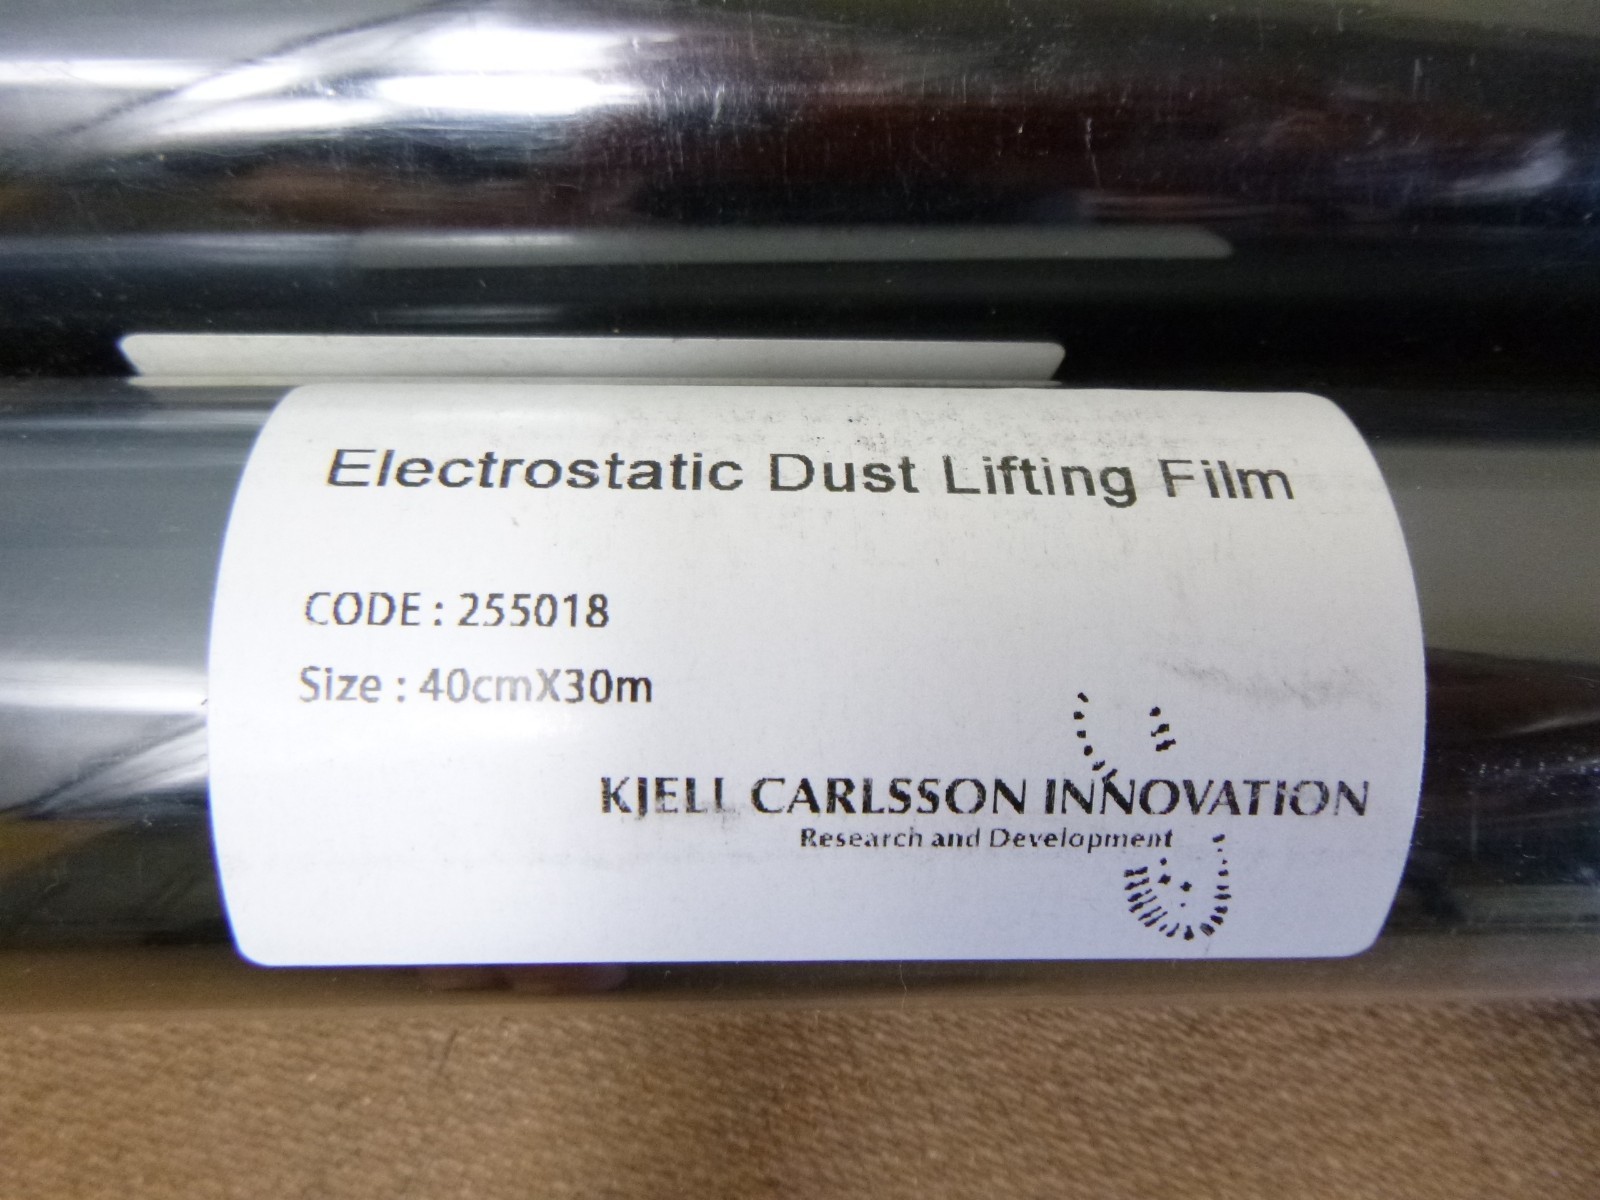 Electrostatic Dust Lifting Film
CODE : 255018
Size : 40cmX30m
KJELL CARLSSON INNOVATION
Research and Development